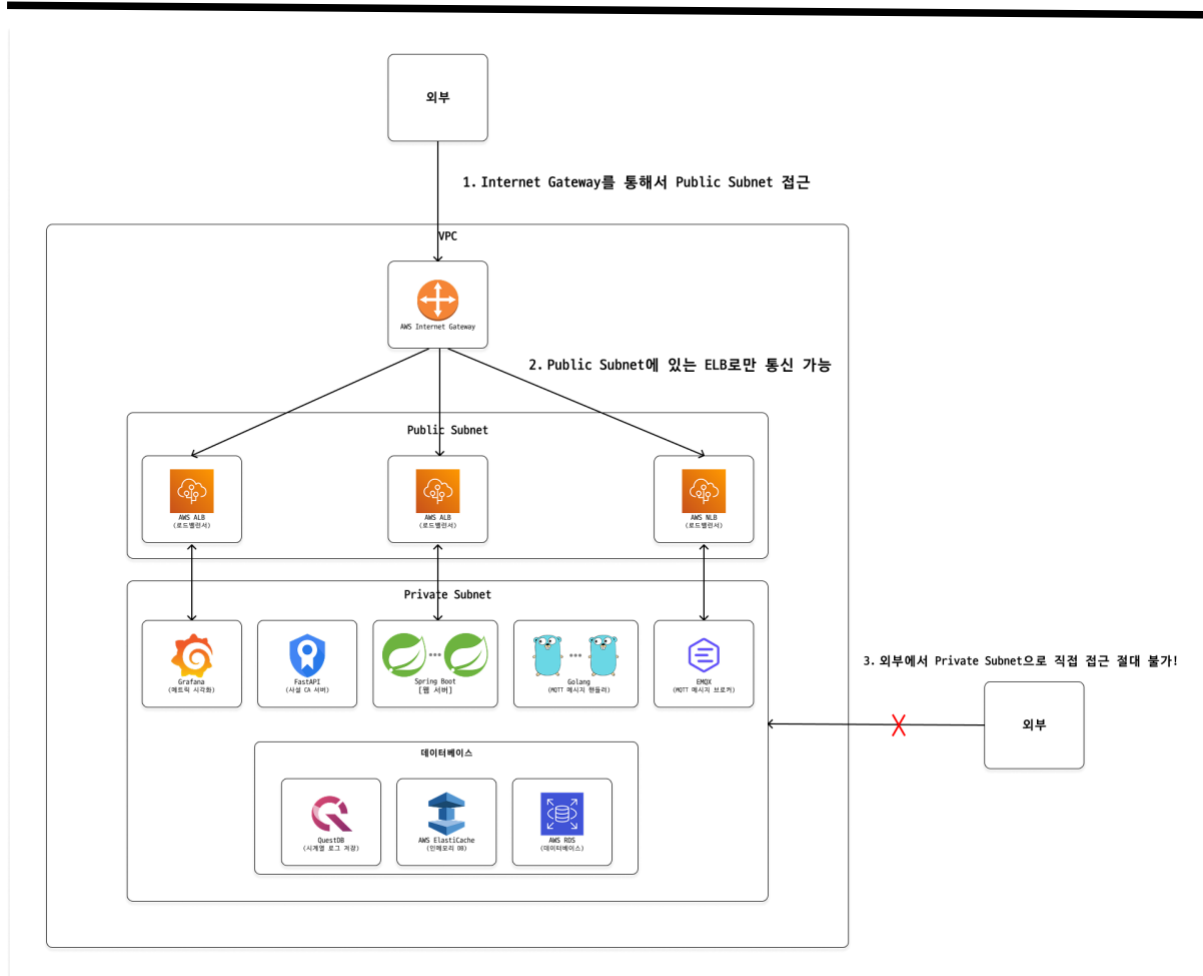 외부
1. Internet Gateway를 통해서 Public Subnet 접근
VPC
AWS Internet Gateway
2. Public Subnet에 있는 ELB로만 통신 가능
Public Subnet
AWS ALB
(로드밸런서)
AWS ALB
(로드밸런서)
AWS NLB
(로드밸런서)
Private Subnet
Grafana
(메트릭 시각화)
FastAPI
(사설 CA 서버)
Spring Boot
[웹 서버]
Golang
(MQTT 메시지 핸들러)
EMQX
(MQTT 메시지 브로커)
3. 외부에서 Private Subnet으로 직접 접근 절대 불가!
외부
데이터베이스
QuestDB
(시계열 로그 저장)
AWS ElastiCache
(인메모리 DB)
AWS RDS
(데이터베이스)